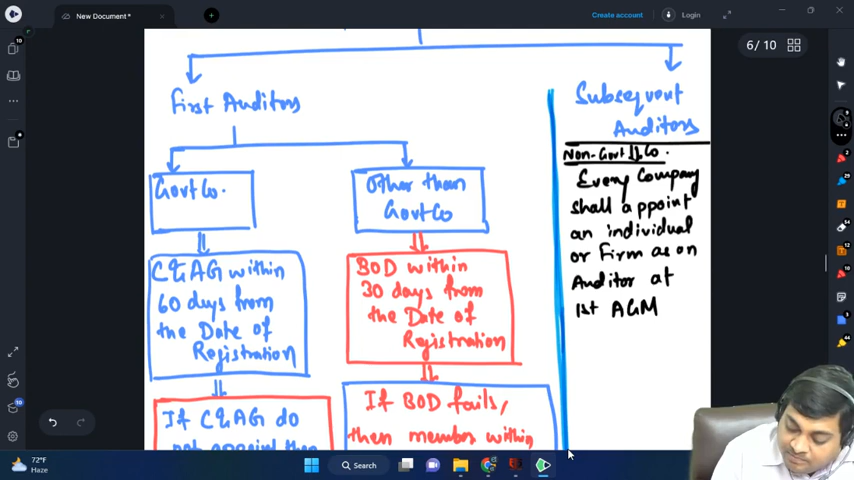 New Document*
Create account
Login
6/10
First Auditors
Subsequent
Auditors
Non-Govt Co.
Every Company
shall appoint
an individual
or Firm as an
Auditor at
1st AGM
Govt Co.
Other than
Govt Co
C&AG within
60 days from
the Date of
Registration
BOD within
30 days from
the Date of
Registration
If C&AG do
not appoint then
If BOD fails,
then members within
72°F
Haze
Search